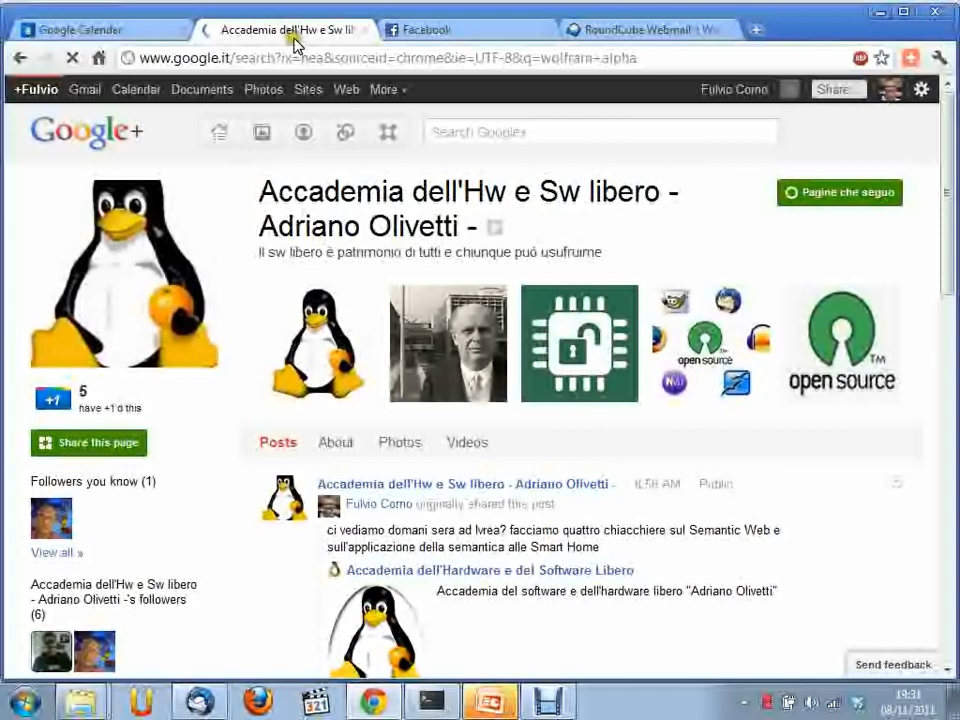 Google Calendar
Accademia dell'Hw e Sw lib
Facebook
RoundCube Webmail :: W
www.google.it/search?ix=hea&sourceid=chrome&ie=UTF-8&q=wolfram+alpha
+Fulvio Gmail Calendar Documents Photos Sites Web More
Fulvio Corno
Share...
Google+
Search Google+
Accademia dell'Hw e Sw libero -
Adriano Olivetti -
Il sw libero è patrimonio di tutti e chiunque può usufruirne
Pagine che seguo
open source
open source
TM
+1
5
have +1'd this
Share this page
Followers you know (1)
View all »
Accademia dell'Hw e Sw libero
- Adriano Olivetti -'s followers
(6)
Posts About Photos Videos
Accademia dell'Hw e Sw libero - Adriano Olivetti - 8:56 AM Public
Fulvio Corno originally shared this post:
ci vediamo domani sera ad Ivrea? facciamo quattro chiacchiere sul Semantic Web e
sull'applicazione della semantica alle Smart Home
Accademia dell'Hardware e del Software Libero
Accademia del software e dell'hardware libero "Adriano Olivetti"
Send feedback
321
19:31
08/11/2011